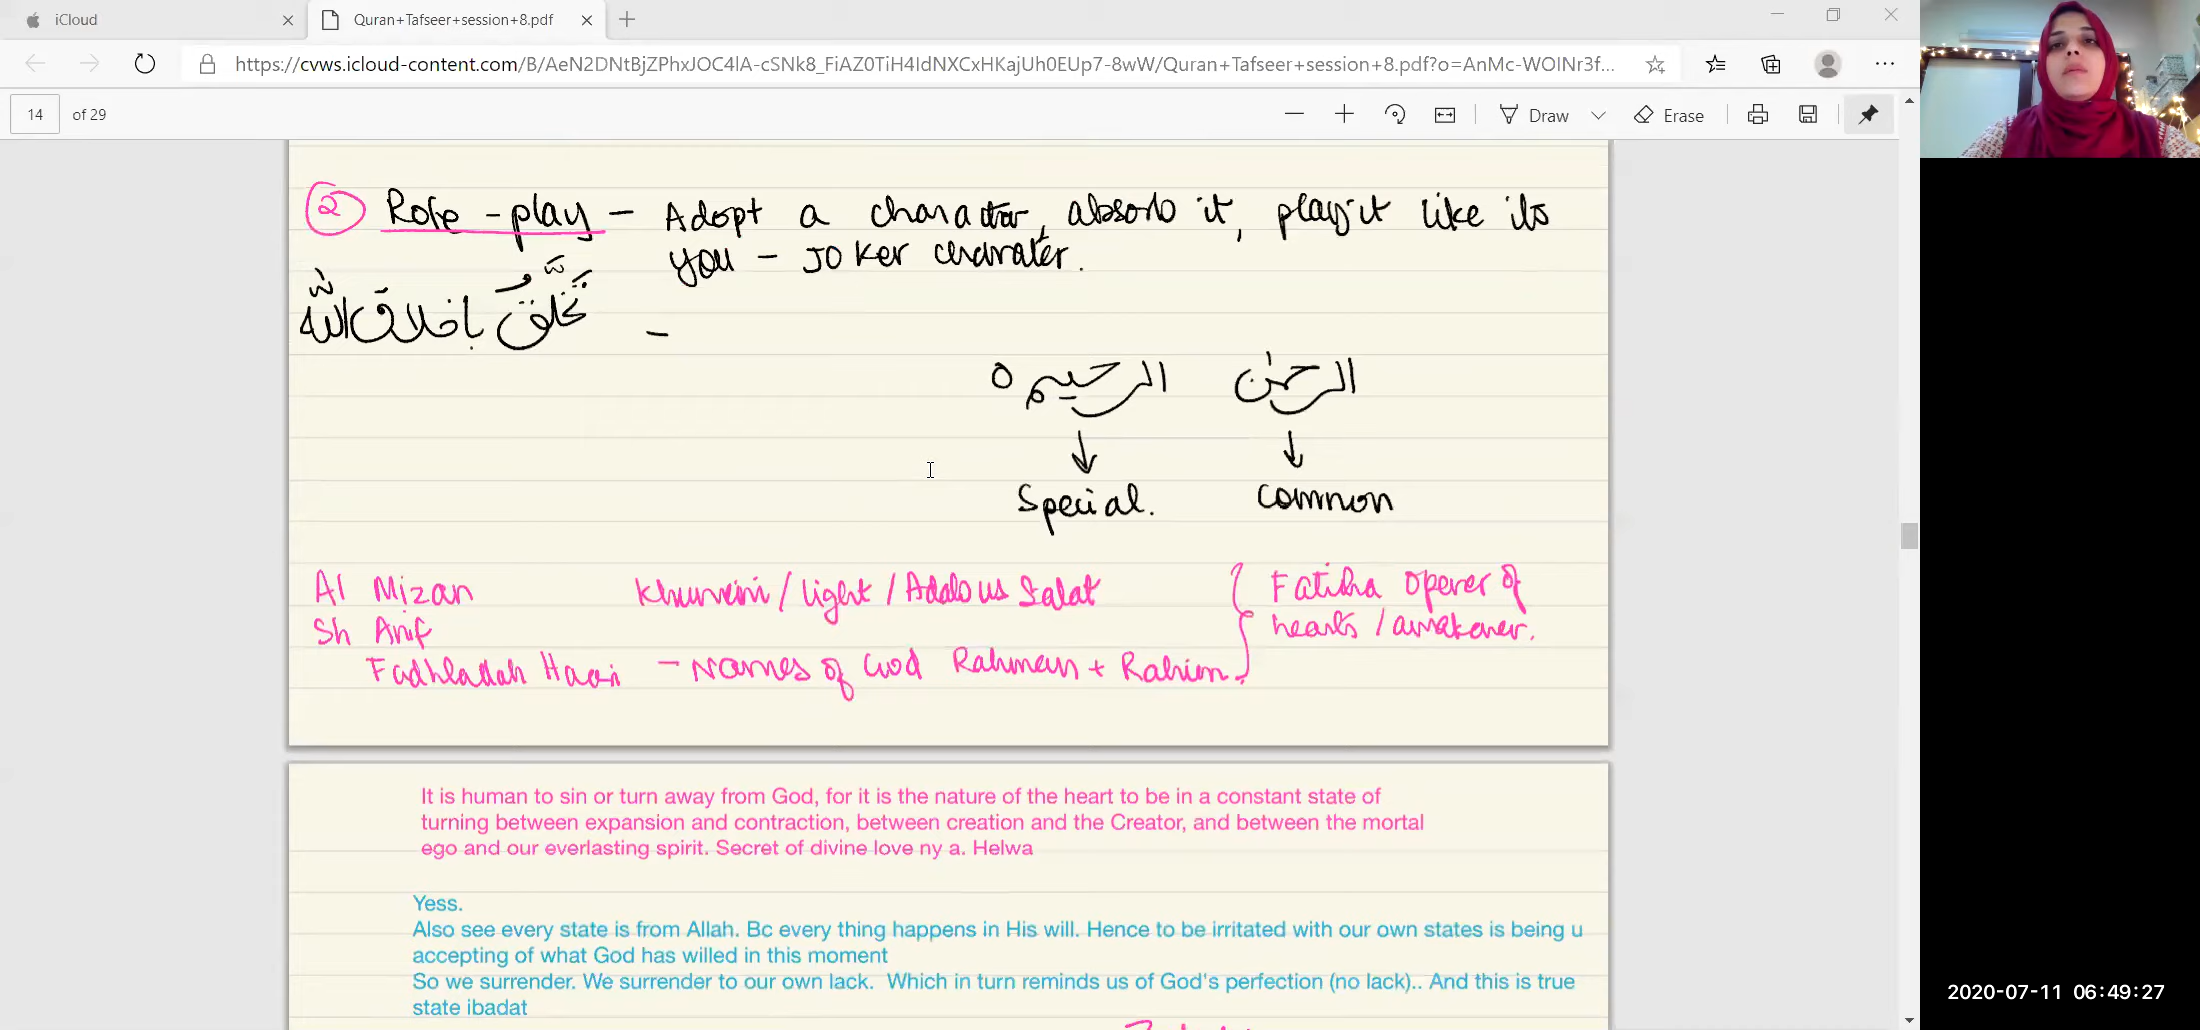 iCloud
Quran+Tafseer+session+8.pdf
https://cvws.icloud-content.com/B/AeN2DNtBjZPhxJOC4lA-cSNk8_FiAZ0TiH4IdNXCxHKajUh0EUp7-8wW/Quran+Tafseer+session+8.pdf?o=AnMc-WOlNr3f...
14 of 29
Draw
Erase
2 Role-play - Adopt a character, absorb it, play it like its
you - Joker charater.
تخلّقُ باخلاق اللّٰه -
الرحمٰن الرحيم
Special. Common
Al Mizan Khumeini / Light / Adab us Salat { Fatiha opener of
Sh Arif hearts / awakener.
Fadhlallah Haeri - Names of God Rahman + Rahim.
It is human to sin or turn away from God, for it is the nature of the heart to be in a constant state of
turning between expansion and contraction, between creation and the Creator, and between the mortal
ego and our everlasting spirit. Secret of divine love ny a. Helwa
Yess.
Also see every state is from Allah. Bc every thing happens in His will. Hence to be irritated with our own states is being u
accepting of what God has willed in this moment
So we surrender. We surrender to our own lack. Which in turn reminds us of God's perfection (no lack).. And this is true
state ibadat
2020-07-11 06:49:27